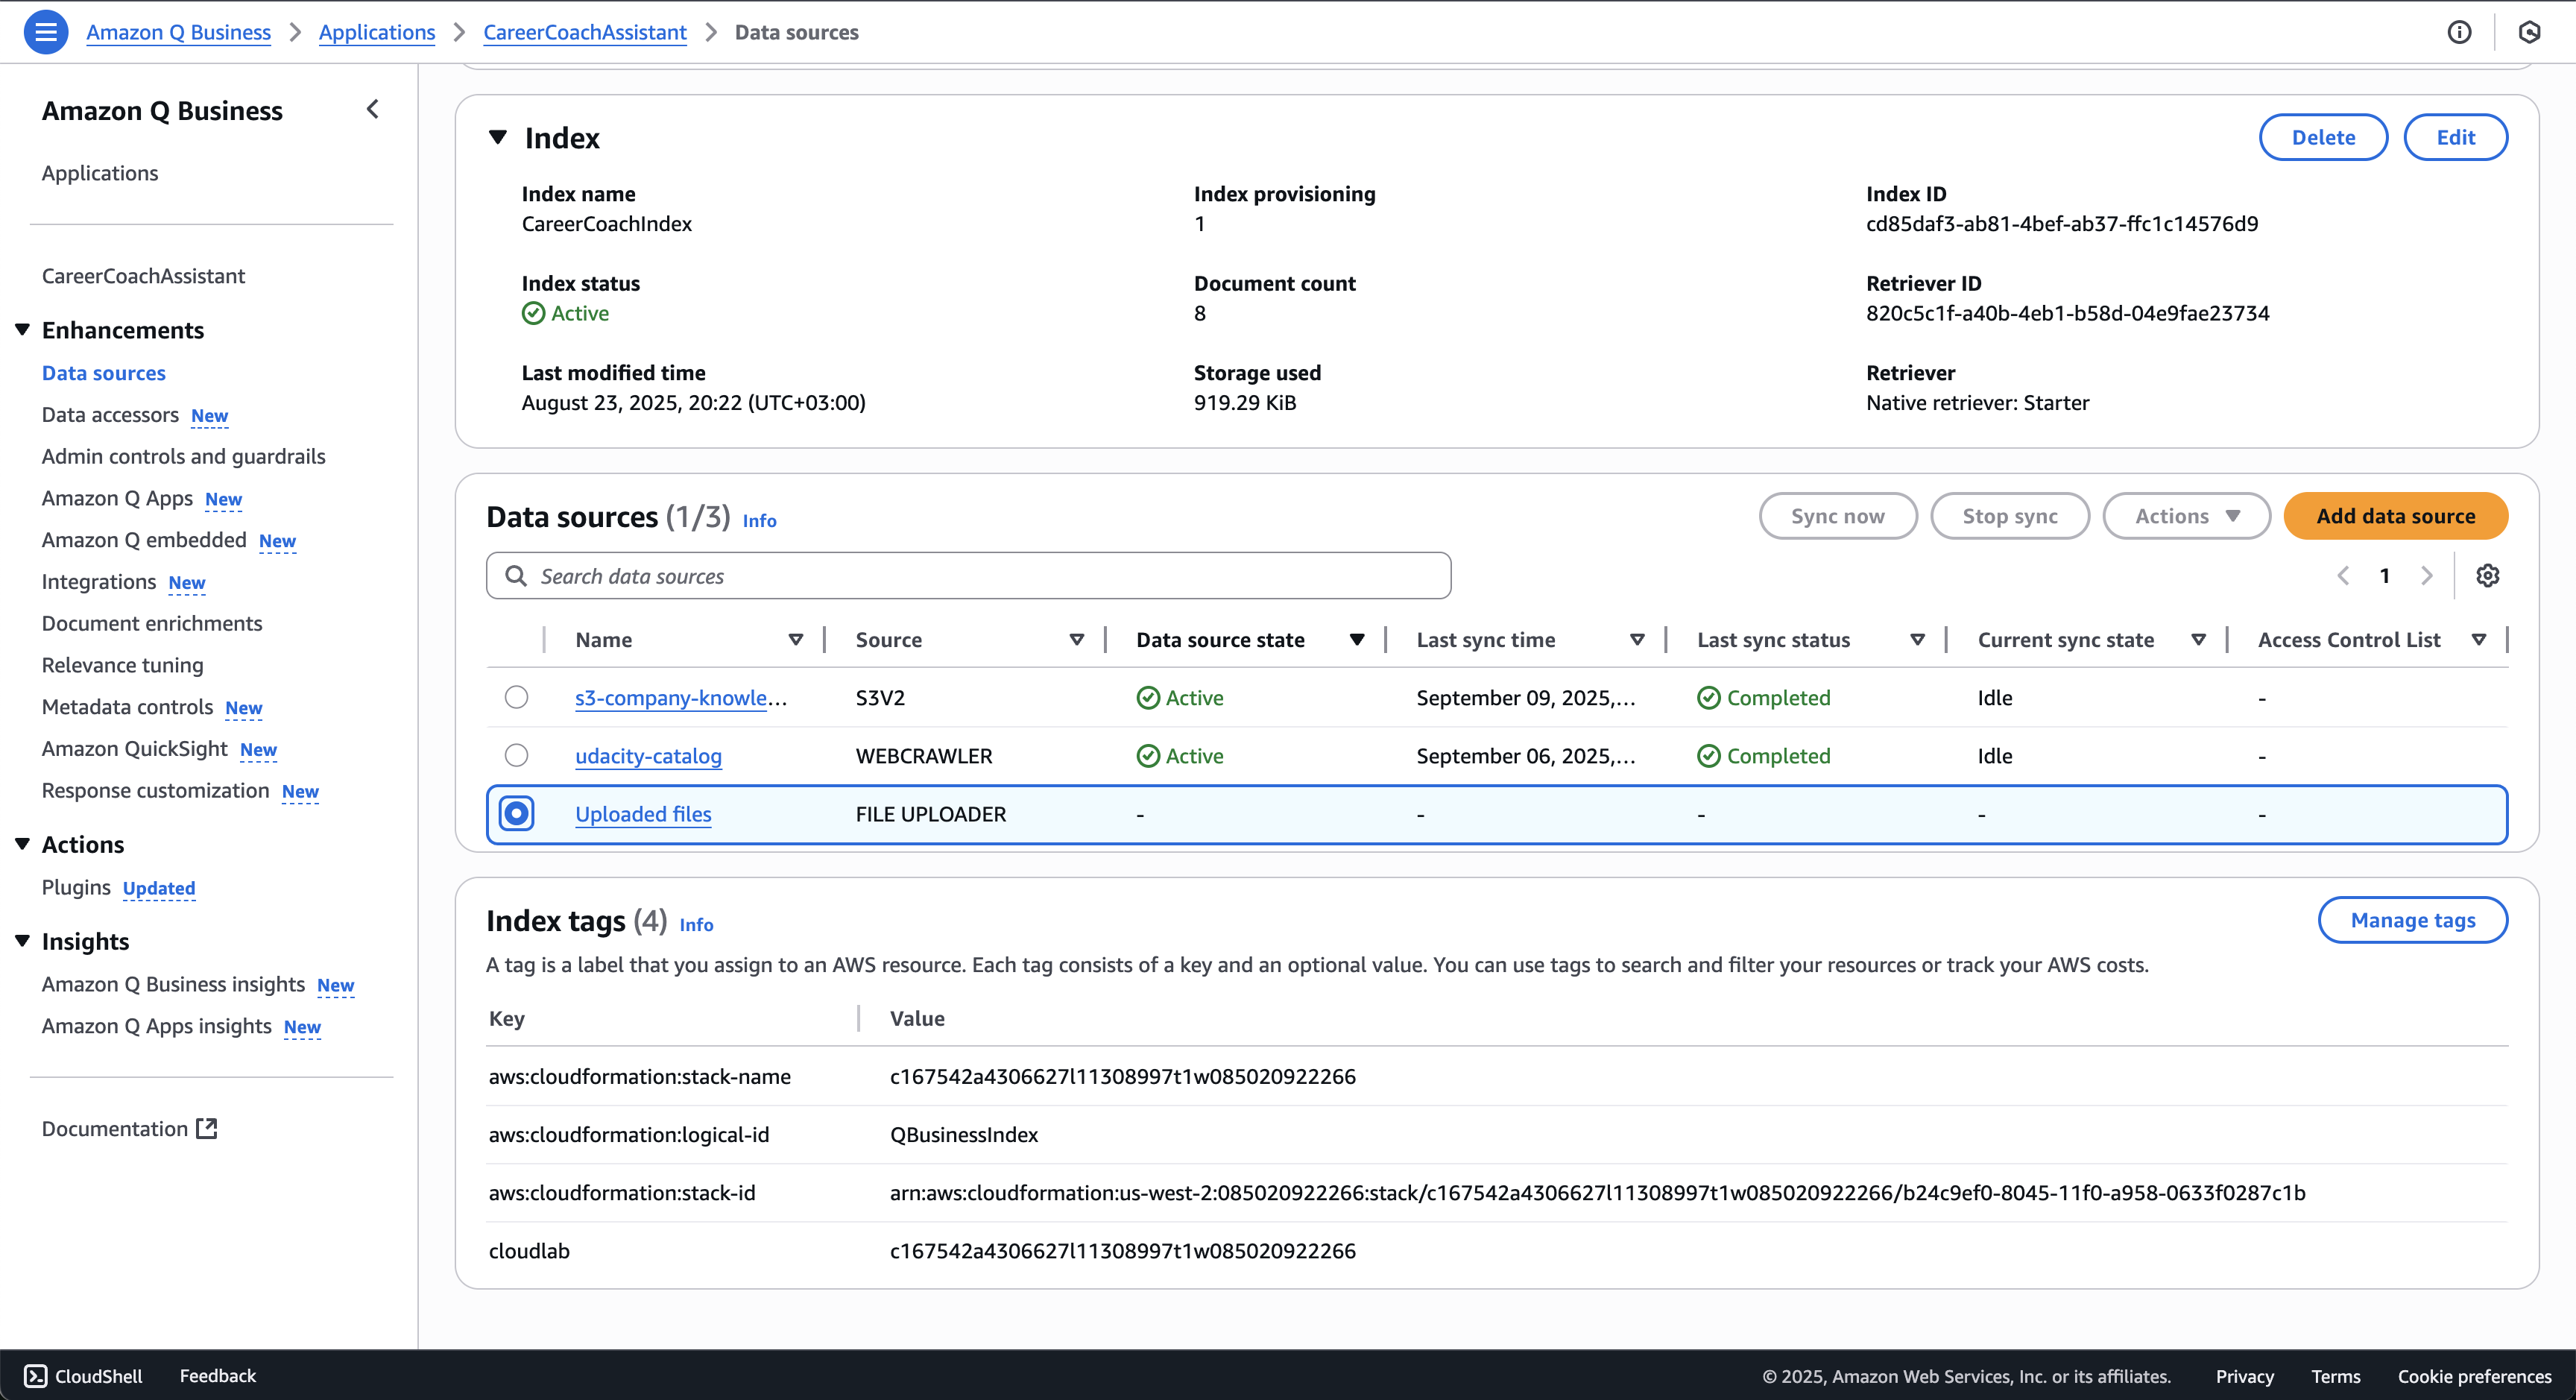 Amazon Q Business > Applications > CareerCoachAssistant > Data sources
Amazon Q Business
Applications
CareerCoachAssistant
Enhancements
Data sources
Data accessors New
Admin controls and guardrails
Amazon Q Apps New
Amazon Q embedded New
Integrations New
Document enrichments
Relevance tuning
Metadata controls New
Amazon QuickSight New
Response customization New
Actions
Plugins Updated
Insights
Amazon Q Business insights New
Amazon Q Apps insights New
Documentation
Index
Delete Edit
Index name Index provisioning Index ID
CareerCoachIndex 1 cd85daf3-ab81-4bef-ab37-ffc1c14576d9
Index status Document count Retriever ID
Active 8 820c5c1f-a40b-4eb1-b58d-04e9fae23734
Last modified time Storage used Retriever
August 23, 2025, 20:22 (UTC+03:00) 919.29 KiB Native retriever: Starter
Data sources (1/3) Info Sync now Stop sync Actions Add data source
Search data sources 1
Name Source Data source state Last sync time Last sync status Current sync state Access Control List
s3-company-knowle... S3V2 Active September 09, 2025,... Completed Idle -
udacity-catalog WEBCRAWLER Active September 06, 2025,... Completed Idle -
Uploaded files FILE UPLOADER - - - - -
Index tags (4) Info Manage tags
A tag is a label that you assign to an AWS resource. Each tag consists of a key and an optional value. You can use tags to search and filter your resources or track your AWS costs.
Key Value
aws:cloudformation:stack-name c167542a4306627l11308997t1w085020922266
aws:cloudformation:logical-id QBusinessIndex
aws:cloudformation:stack-id arn:aws:cloudformation:us-west-2:085020922266:stack/c167542a4306627l11308997t1w085020922266/b24c9ef0-8045-11f0-a958-0633f0287c1b
cloudlab c167542a4306627l11308997t1w085020922266
CloudShell Feedback © 2025, Amazon Web Services, Inc. or its affiliates. Privacy Terms Cookie preferences